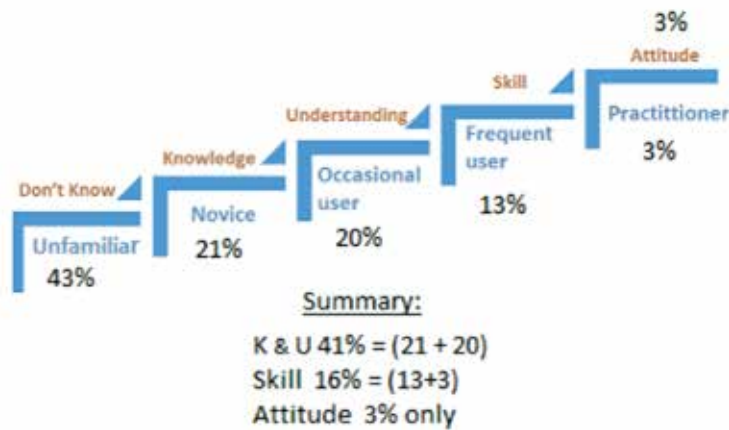 3%
Attitude
Skill
Practittioner
3%
Understanding
Frequent
user
13%
Knowledge
Occasional
user
20%
Don't Know
Novice
21%
Unfamiliar
43%
Summary:
K & U 41% = (21 + 20)
Skill 16% = (13+3)
Attitude 3% only